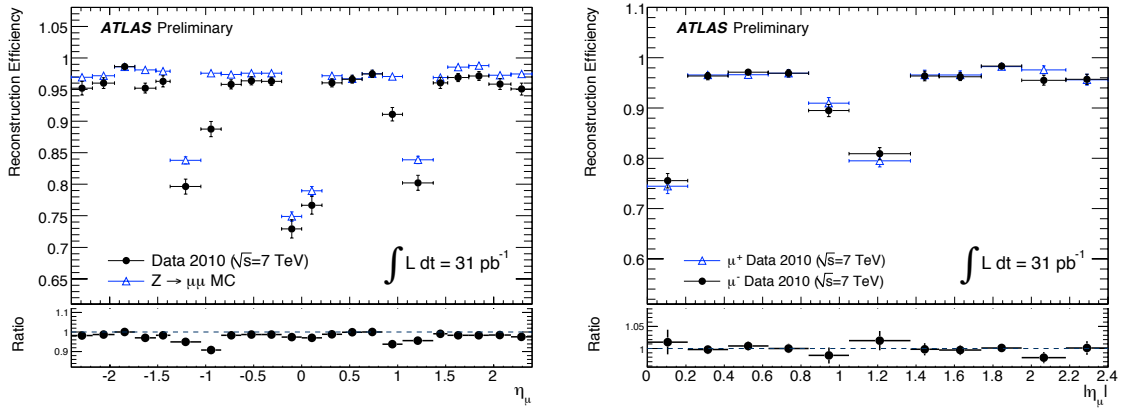 ATLAS Preliminary
Reconstruction Efficiency
1.05
1
0.95
0.9
0.85
0.8
0.75
0.7
0.65
Data 2010 (√s=7 TeV)
Z → μμ MC
∫ L dt = 31 pb⁻¹
Ratio
1.1
1
0.9
-2 -1.5 -1 -0.5 0 0.5 1 1.5 2
η_μ
ATLAS Preliminary
Reconstruction Efficiency
1.1
1
0.9
0.8
0.7
0.6
μ⁺ Data 2010 (√s=7 TeV)
μ⁻ Data 2010 (√s=7 TeV)
∫ L dt = 31 pb⁻¹
Ratio
1.05
1
0 0.2 0.4 0.6 0.8 1 1.2 1.4 1.6 1.8 2 2.2 2.4
|η_μ|